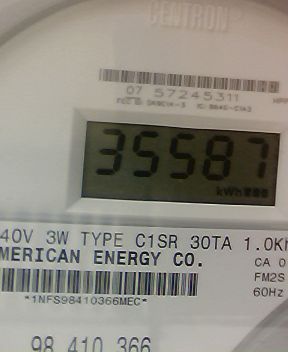 CENTRON®
07 57245311
35587
kWh
40V 3W TYPE C1SR 30TA 1.0Kh
MERICAN ENERGY CO.
CA 0
FM2S
*1NFS98410366MEC*
60Hz
98 410 366